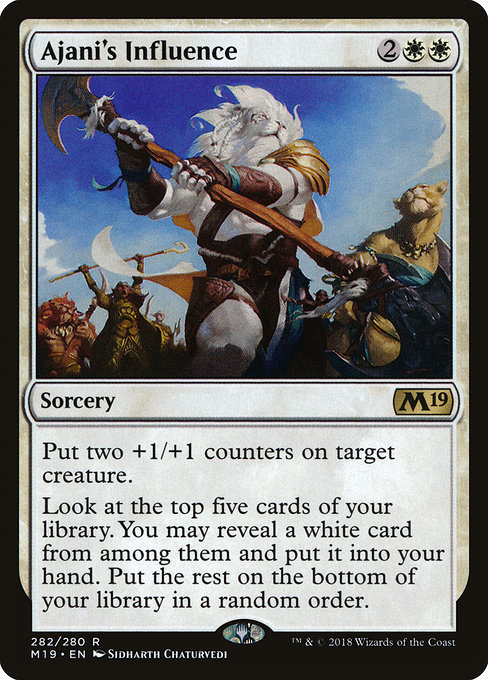 Ajani's Influence 2
Sorcery M19
Put two +1/+1 counters on target
creature.
Look at the top five cards of your
library. You may reveal a white card
from among them and put it into your
hand. Put the rest on the bottom of
your library in a random order.
282/280 R ™ & © 2018 Wizards of the Coast
M19 • EN Sidharth Chaturvedi